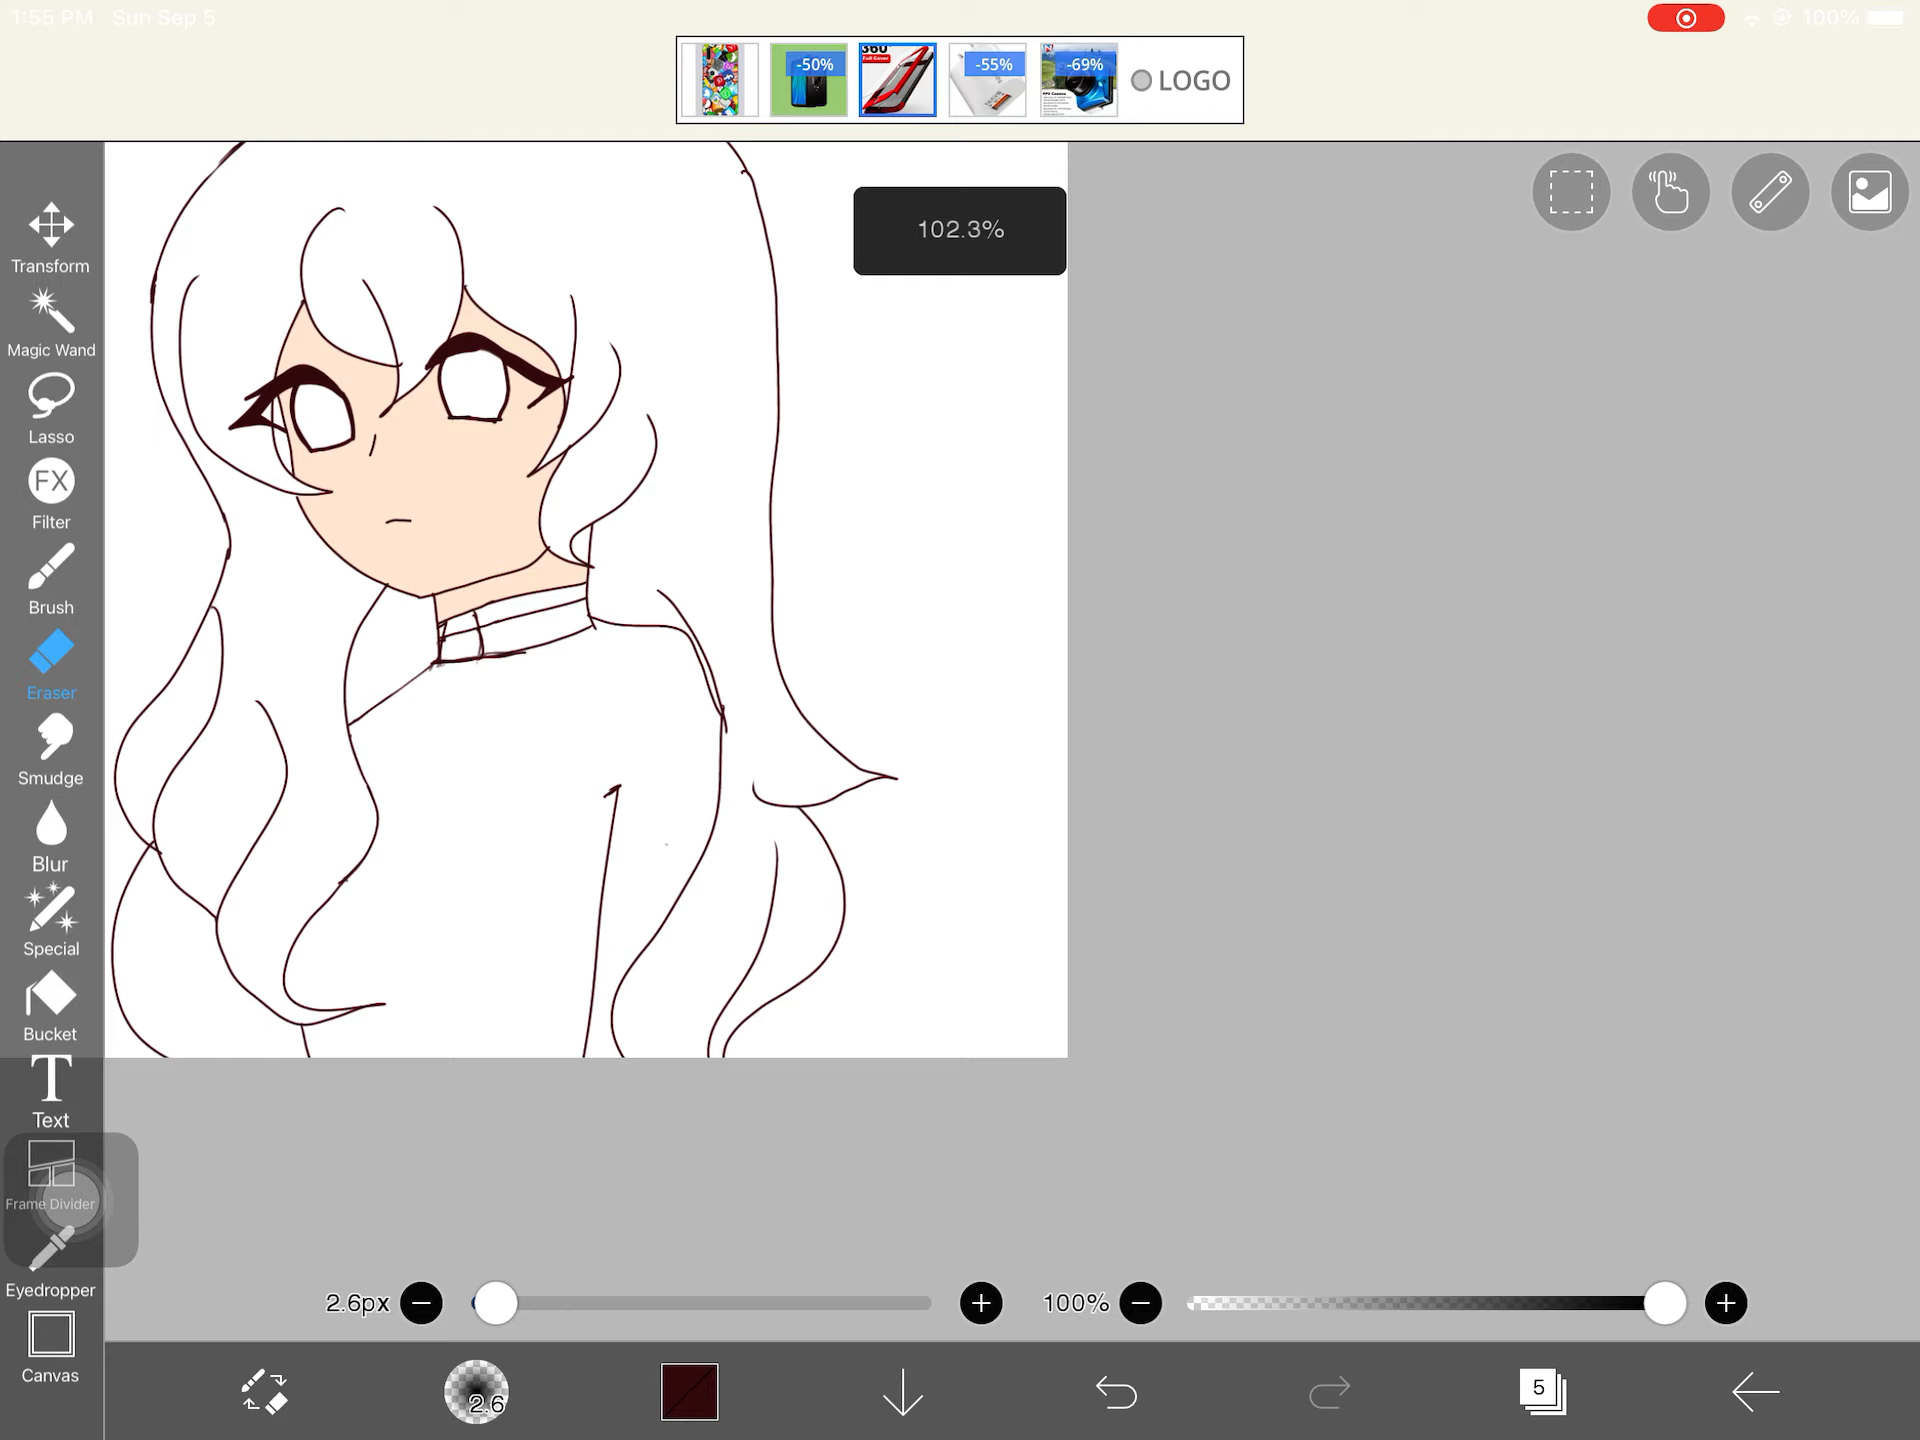 1:55 PM Sun Sep 5
100%
360
Full Cover
-50%
-55%
-69%
LOGO
102.3%
Transform
Magic Wand
Lasso
FX
Filter
Brush
Eraser
Smudge
Blur
Special
Bucket
T
Text
Frame Divider
Eyedropper
Canvas
2.6px
100%
2.6
5